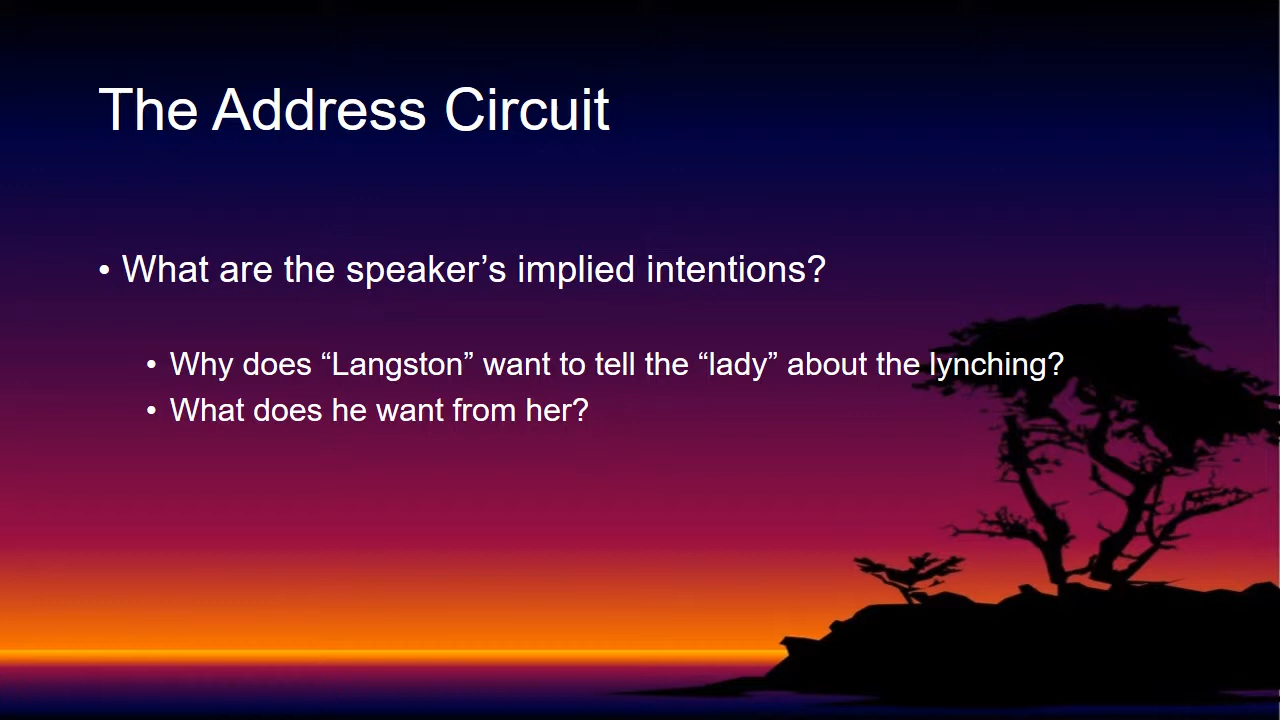 The Address Circuit
• What are the speaker’s implied intentions?
• Why does “Langston” want to tell the “lady” about the lynching?
• What does he want from her?